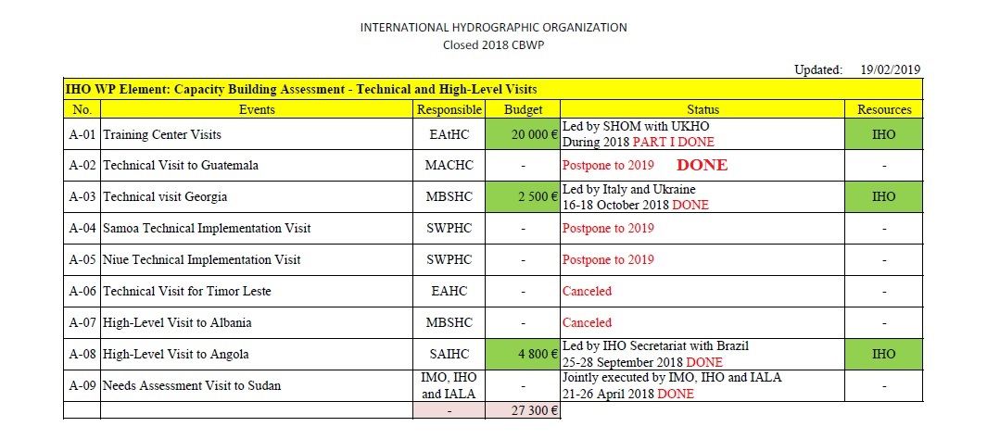 INTERNATIONAL HYDROGRAPHIC ORGANIZATION
Closed 2018 CBWP
Updated: 19/02/2019
IHO WP Element: Capacity Building Assessment - Technical and High-Level Visits
No. Events Responsible Budget Status Resources
A-01 Training Center Visits EAtHC 20 000 € Led by SHOM with UKHO
During 2018 PART I DONE IHO
A-02 Technical Visit to Guatemala MACHC - Postpone to 2019 DONE -
A-03 Technical visit Georgia MBSHC 2 500 € Led by Italy and Ukraine
16-18 October 2018 DONE IHO
A-04 Samoa Technical Implementation Visit SWPHC - Postpone to 2019 -
A-05 Niue Technical Implementation Visit SWPHC - Postpone to 2019 -
A-06 Technical Visit for Timor Leste EAHC - Canceled -
A-07 High-Level Visit to Albania MBSHC - Canceled -
A-08 High-Level Visit to Angola SAIHC 4 800 € Led by IHO Secretariat with Brazil
25-28 September 2018 DONE IHO
A-09 Needs Assessment Visit to Sudan IMO, IHO
and IALA - Jointly executed by IMO, IHO and IALA
21-26 April 2018 DONE -
- 27 300 €